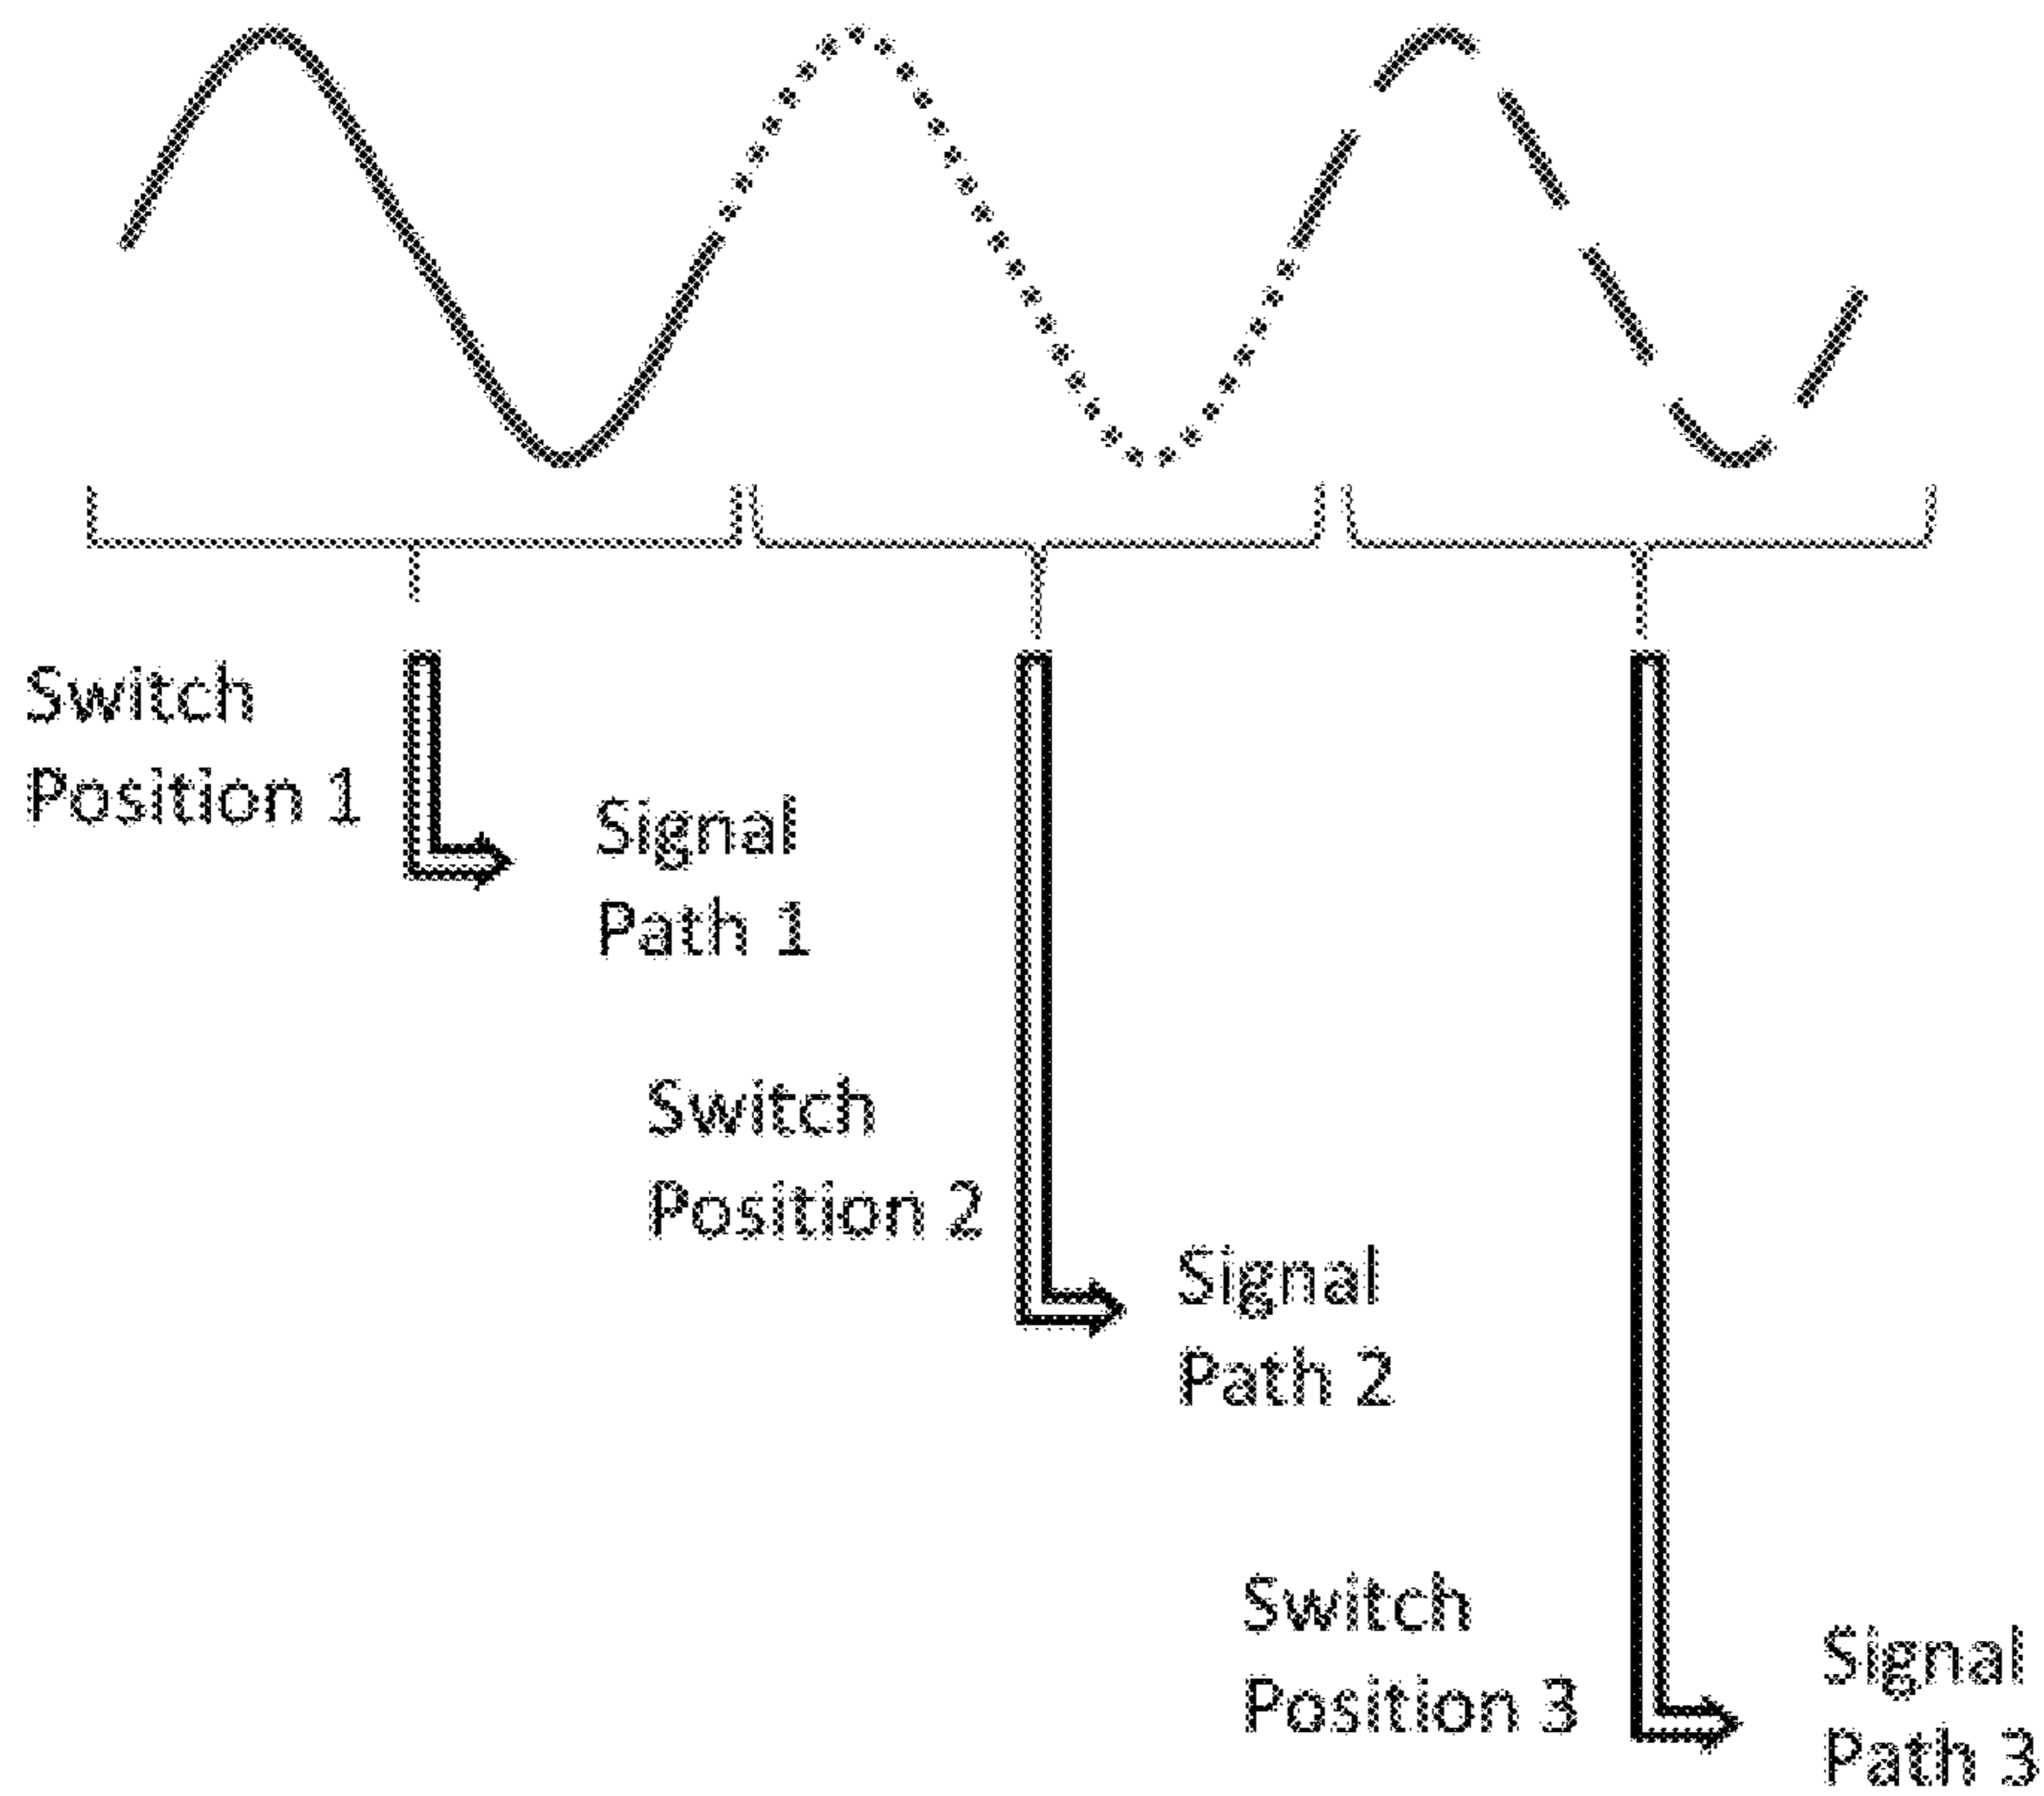 Switch
Position 1
Signal
Path 1
Switch
Position 2
Signal
Path 2
Switch
Position 3
Signal
Path 3